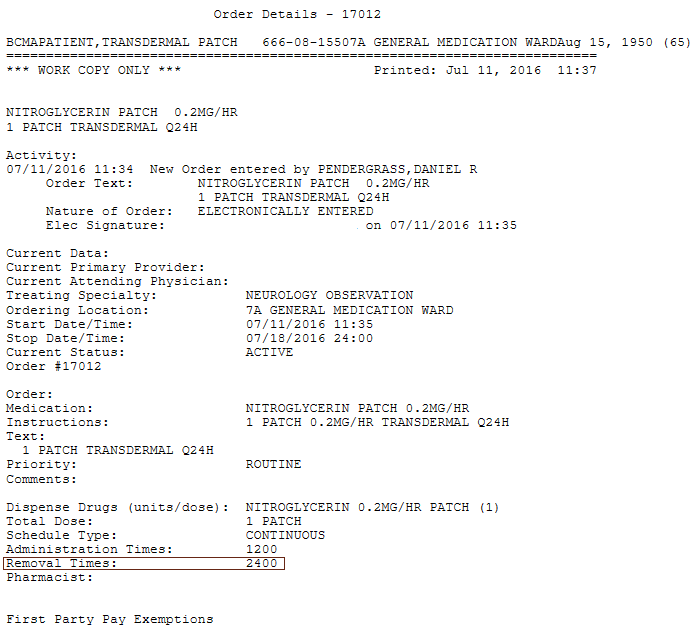 Order Details - 17012
BCMAPATIENT,TRANSDERMAL PATCH   666-08-15507A GENERAL MEDICATION WARDAug 15, 1950 (65)
==========================================================================
*** WORK COPY ONLY ***                        Printed: Jul 11, 2016  11:37
NITROGLYCERIN PATCH  0.2MG/HR
1 PATCH TRANSDERMAL Q24H
Activity:
07/11/2016 11:34  New Order entered by PENDERGRASS,DANIEL R
     Order Text:        NITROGLYCERIN PATCH  0.2MG/HR
                        1 PATCH TRANSDERMAL Q24H
     Nature of Order:   ELECTRONICALLY ENTERED
     Elec Signature:                         on 07/11/2016 11:35
Current Data:
Current Primary Provider:
Current Attending Physician:
Treating Specialty:           NEUROLOGY OBSERVATION
Ordering Location:            7A GENERAL MEDICATION WARD
Start Date/Time:              07/11/2016 11:35
Stop Date/Time:               07/18/2016 24:00
Current Status:               ACTIVE
Order #17012
Order:
Medication:                   NITROGLYCERIN PATCH 0.2MG/HR
Instructions:                 1 PATCH 0.2MG/HR TRANSDERMAL Q24H
Text:
  1 PATCH TRANSDERMAL Q24H
Priority:                     ROUTINE
Comments:
Dispense Drugs (units/dose):  NITROGLYCERIN 0.2MG/HR PATCH (1)
Total Dose:                   1 PATCH
Schedule Type:                CONTINUOUS
Administration Times:         1200
Removal Times:                2400
Pharmacist:
First Party Pay Exemptions